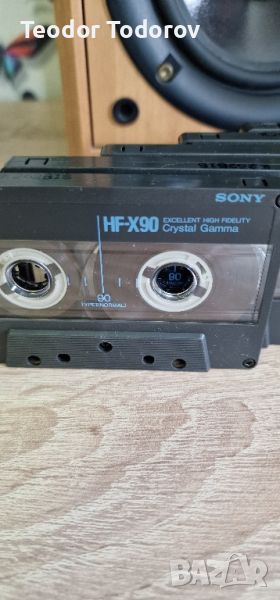 Teodor Todorov
SONY
HF-X90 EXCELLENT HIGH FIDELITY
Crystal Gamma
90
90
TYPE I (NORMAL)
bazar